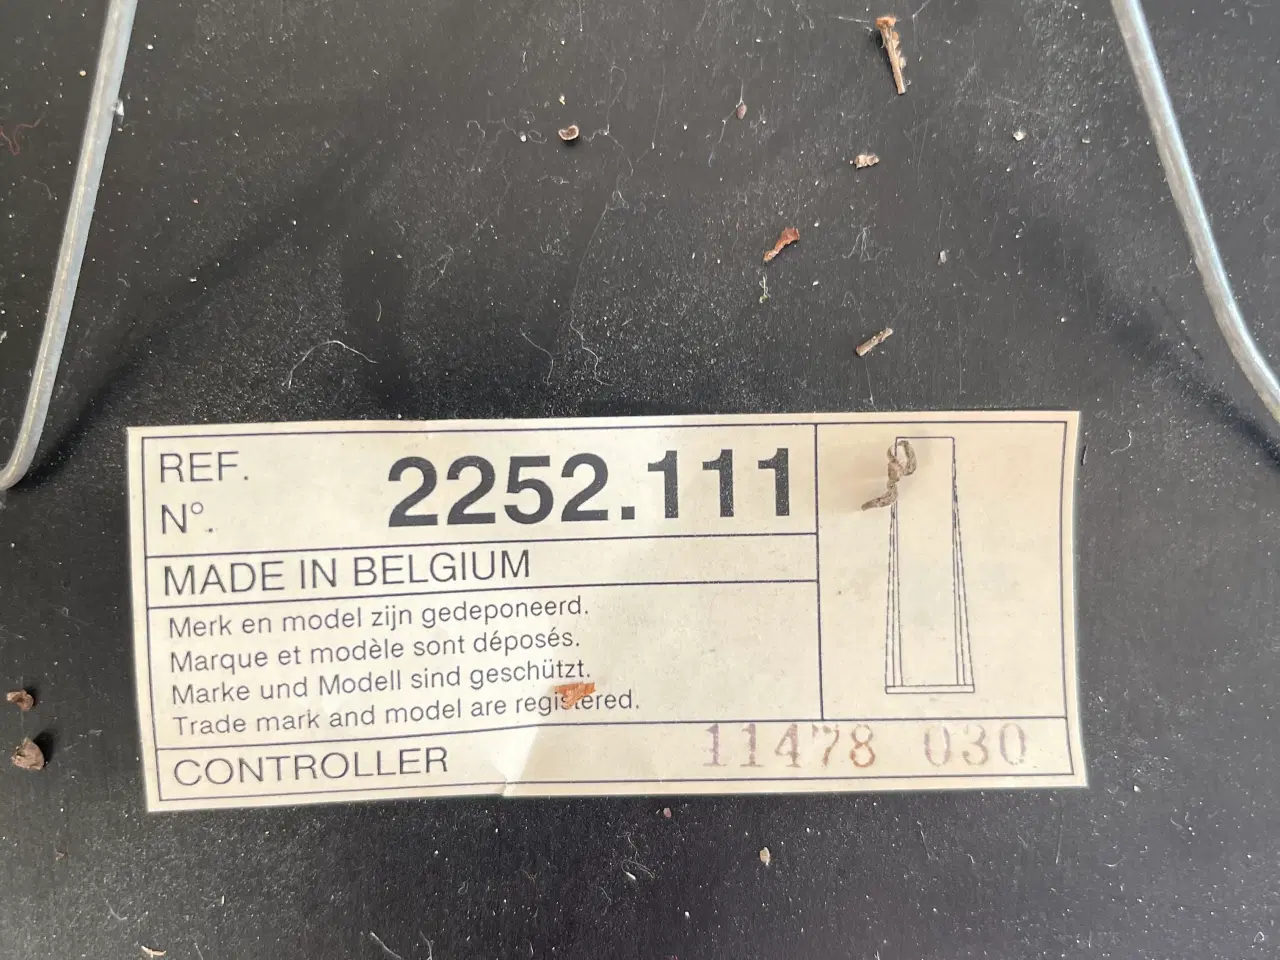 REF.
N°. 2252.111
MADE IN BELGIUM
Merk en model zijn gedeponeerd.
Marque et modèle sont déposés.
Marke und Modell sind geschützt.
Trade mark and model are registered.
CONTROLLER 11478 030